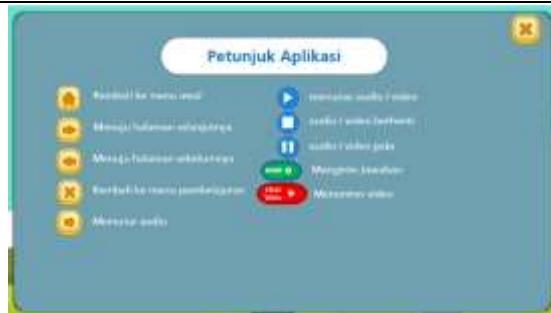 Petunjuk Aplikasi
Kembali ke menu awal
Menuju halaman selanjutnya
Menuju halaman sebelumnya
Kembali ke menu pembelajaran
Memutar audio
memutar audio / video
audio / video berhenti
audio / video jeda
Mengirim Jawaban
Menonton video